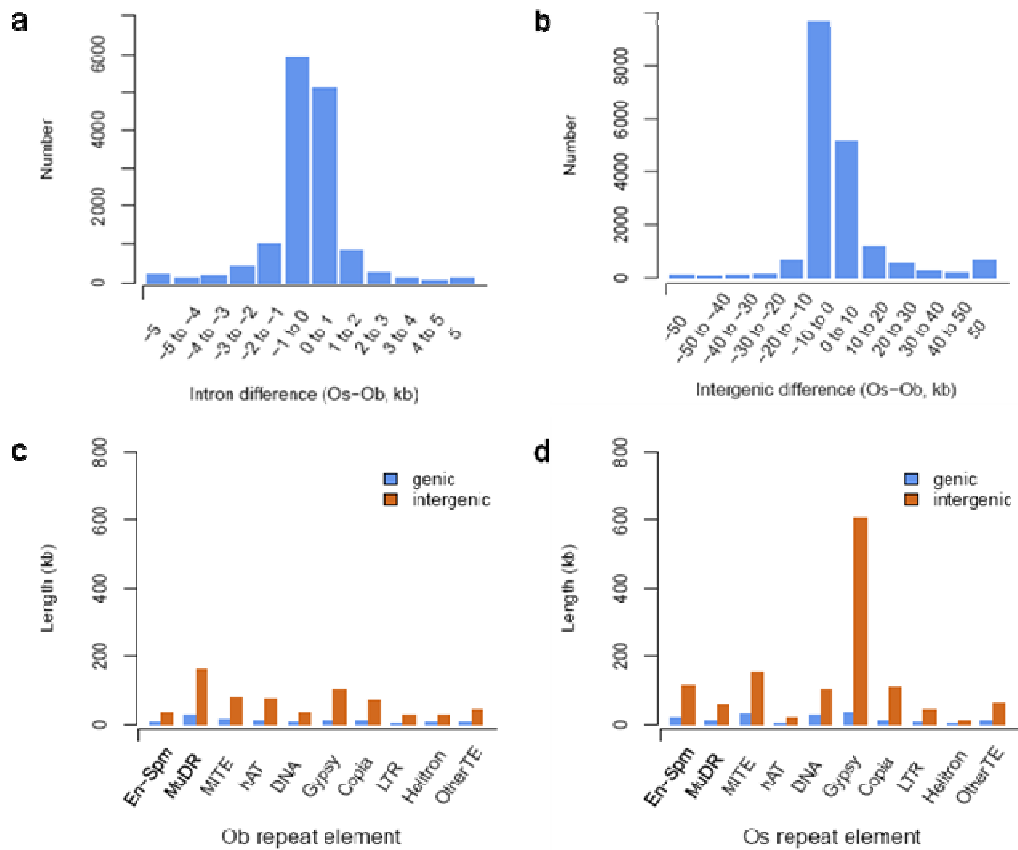 a
Number
6000
4000
2000
0
−5
−5 to −4
−4 to −3
−3 to −2
−2 to −1
−1 to 0
0 to 1
1 to 2
2 to 3
3 to 4
4 to 5
5
Intron difference (Os−Ob, kb)
b
Number
8000
6000
4000
2000
0
−50
−50 to −40
−40 to −30
−30 to −20
−20 to −10
−10 to 0
0 to 10
10 to 20
20 to 30
30 to 40
40 to 50
50
Intergenic difference (Os−Ob, kb)
c
Length (kb)
800
600
400
200
0
genic
intergenic
En-Spm
MuDR
MITE
hAT
DNA
Gypsy
Copia
LTR
Helitron
OtherTE
Ob repeat element
d
Length (kb)
800
600
400
200
0
genic
intergenic
En-Spm
MuDR
MITE
hAT
DNA
Gypsy
Copia
LTR
Helitron
OtherTE
Os repeat element